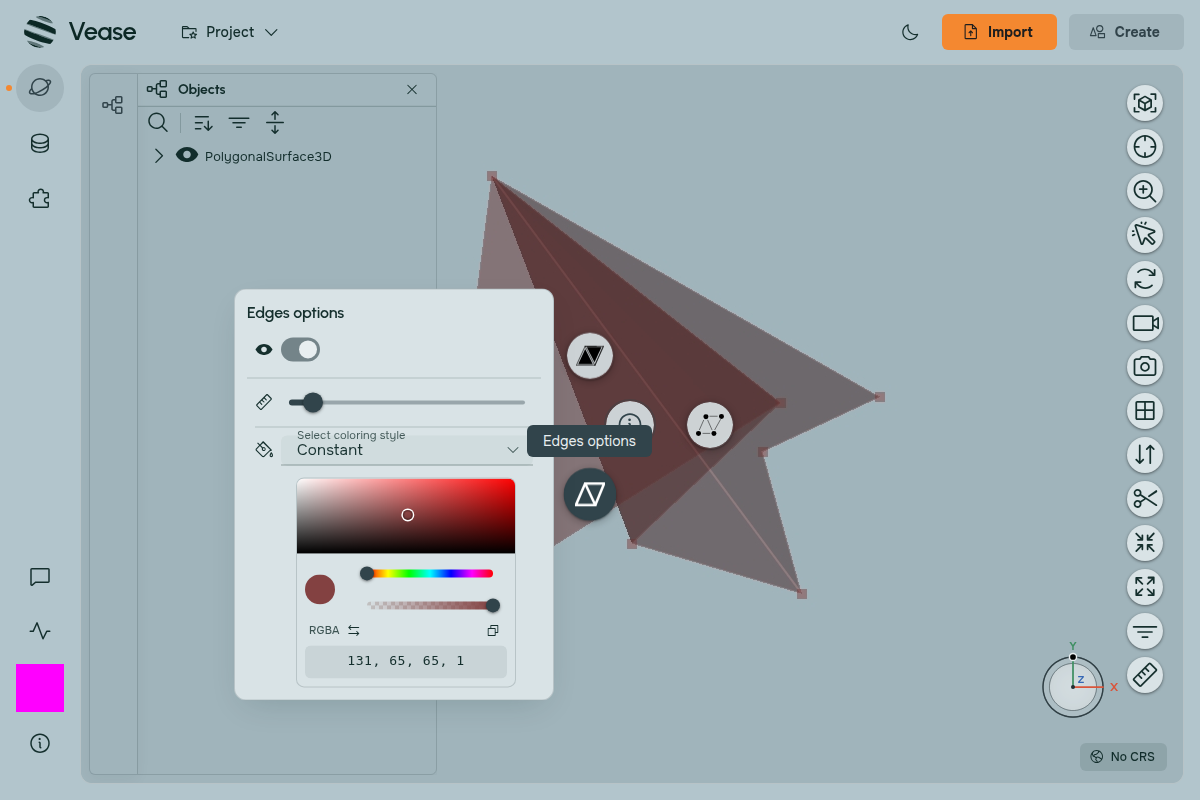 Vease
Project
Import
Create
Objects
PolygonalSurface3D
Edges options
Select coloring style
Constant
Edges options
RGBA
131, 65, 65, 1
Y
Z
X
No CRS